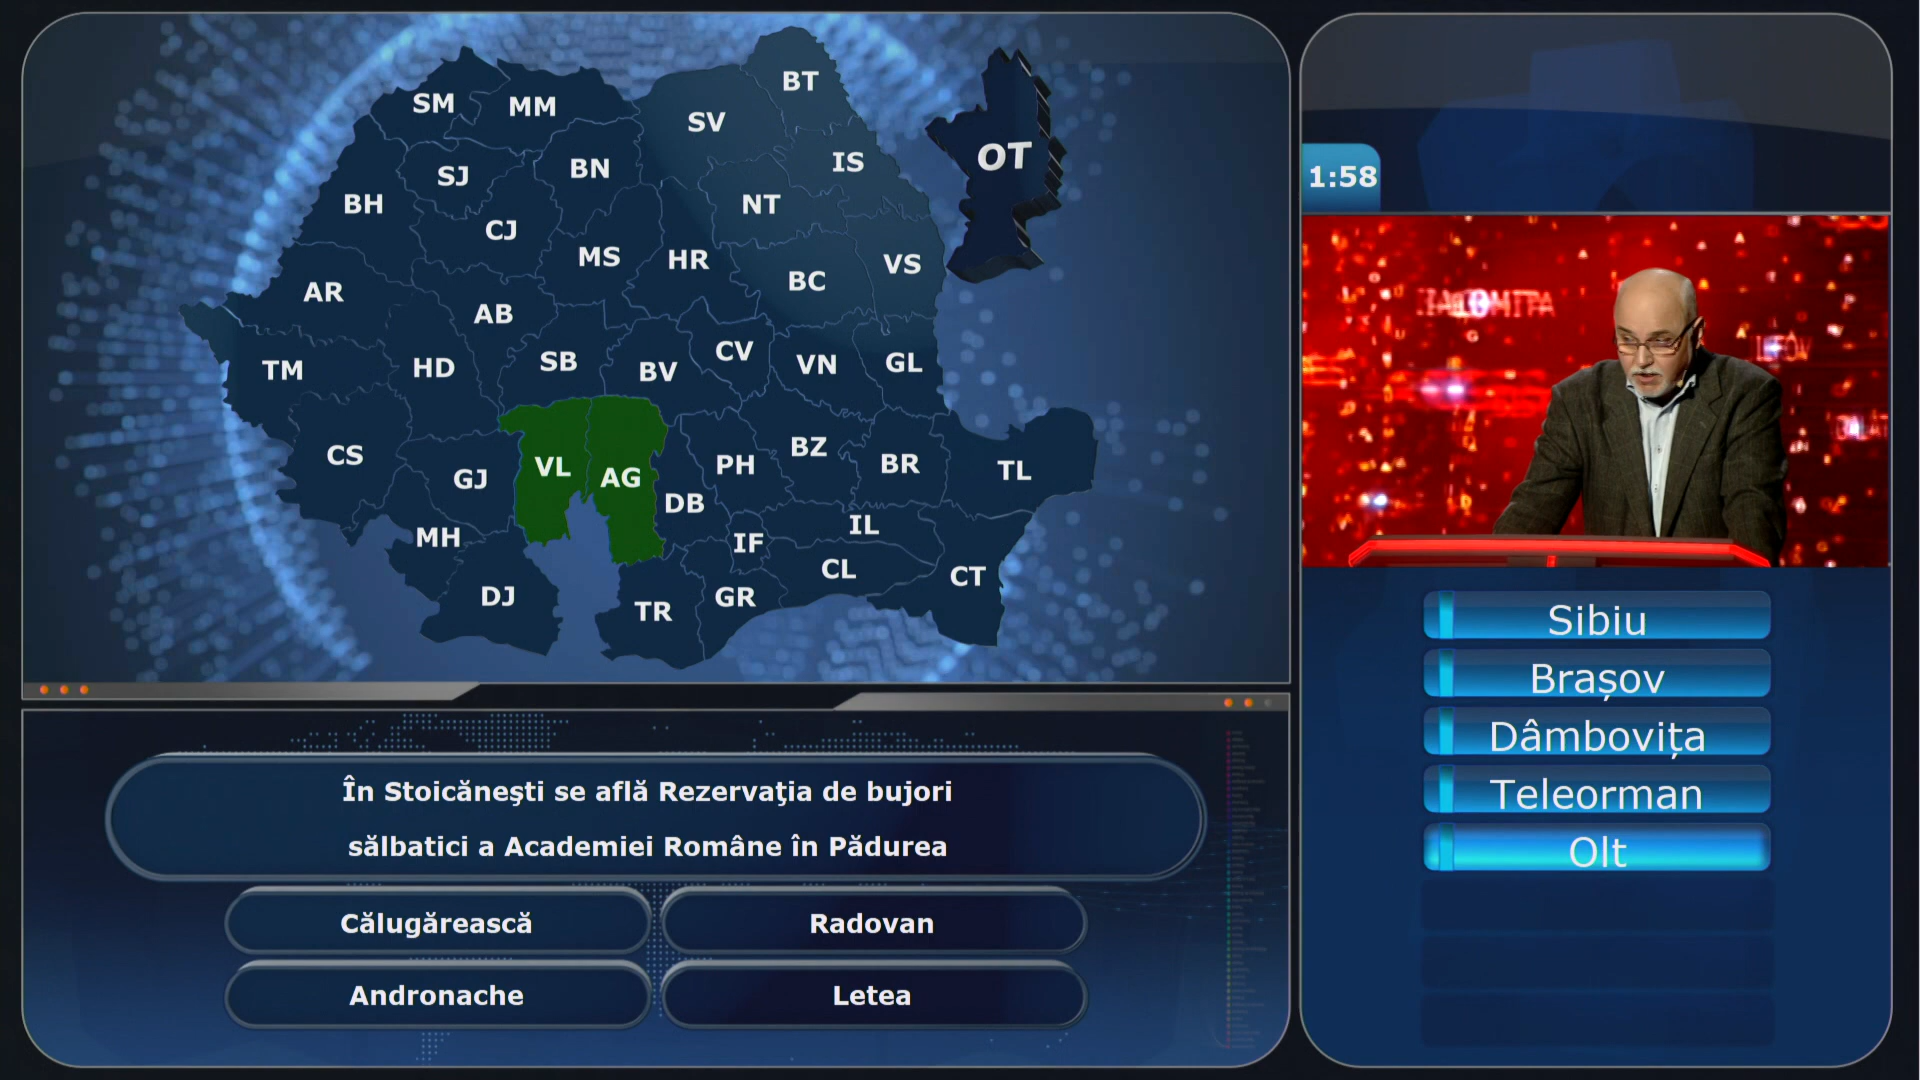 BT
SM
MM
SV
OT
IS
BN
SJ
BH
NT
CJ
MS
HR
VS
BC
AR
AB
CV
SB
VN
GL
TM
HD
BV
CS
VL
AG
GJ
PH
BZ
BR
TL
DB
MH
IF
IL
CL
CT
DJ
TR
GR
1:58
IALOMIȚA
ILFOV
Sibiu
Brașov
Dâmbovița
Teleorman
Olt
În Stoicăneşti se află Rezervaţia de bujori
sălbatici a Academiei Române în Pădurea
Călugărească
Radovan
Andronache
Letea